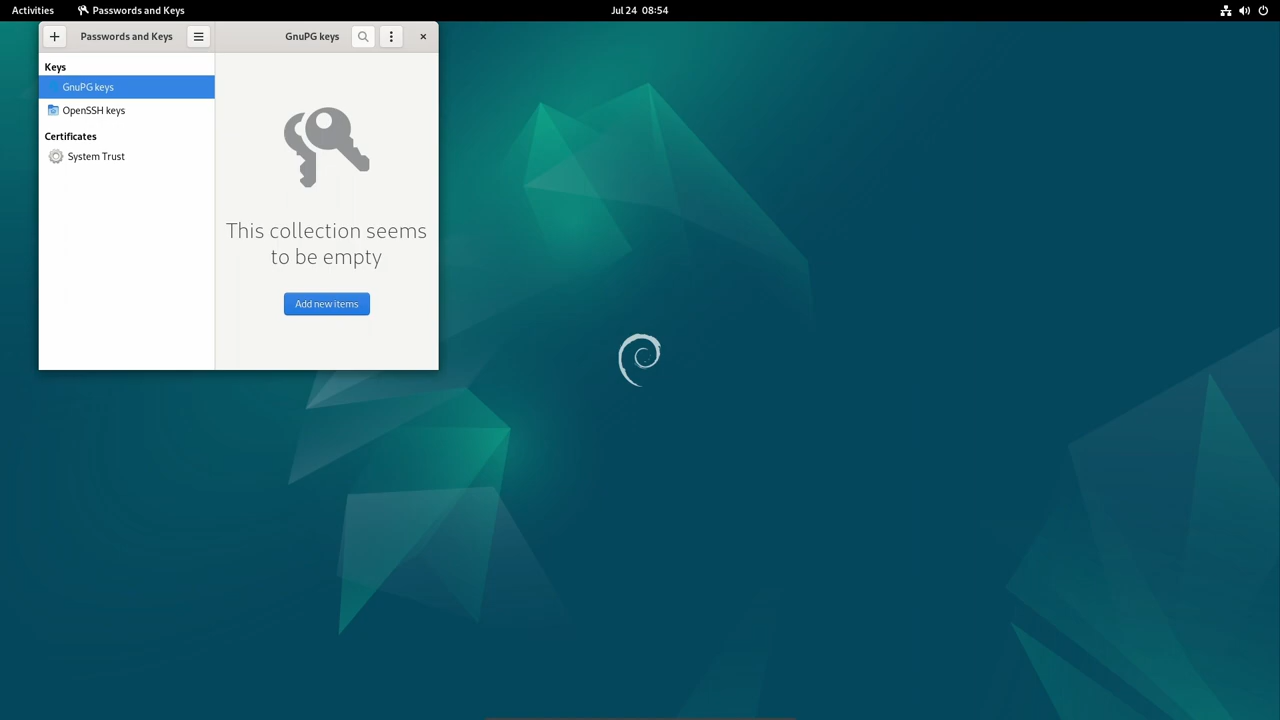 Activities
Passwords and Keys
Jul 24 08:54
Passwords and Keys
GnuPG keys
Keys
GnuPG keys
OpenSSH keys
Certificates
System Trust
This collection seems
to be empty
Add new items